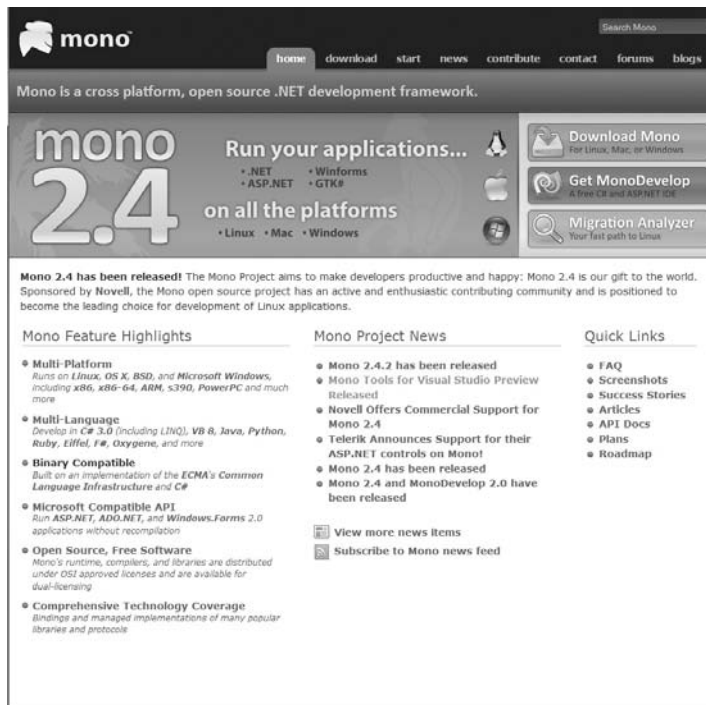 mono™
Search Mono
home download start news contribute contact forums blogs
Mono is a cross platform, open source .NET development framework.
mono
2.4
Run your applications...
• .NET • Winforms
• ASP.NET • GTK#
on all the platforms
• Linux • Mac • Windows
Download Mono
For Linux, Mac, or Windows
Get MonoDevelop
A free C# and ASP.NET IDE
Migration Analyzer
Your fast path to Linux
Mono 2.4 has been released! The Mono Project aims to make developers productive and happy: Mono 2.4 is our gift to the world.
Sponsored by Novell, the Mono open source project has an active and enthusiastic contributing community and is positioned to
become the leading choice for development of Linux applications.
Mono Feature Highlights
Multi-Platform
Runs on Linux, OS X, BSD, and Microsoft Windows,
including x86, x86-64, ARM, s390, PowerPC and much
more
Multi-Language
Develop in C# 3.0 (including LINQ), VB 8, Java, Python,
Ruby, Eiffel, F#, Oxygene, and more
Binary Compatible
Built on an implementation of the ECMA's Common
Language Infrastructure and C#
Microsoft Compatible API
Run ASP.NET, ADO.NET, and Windows.Forms 2.0
applications without recompilation
Open Source, Free Software
Mono's runtime, compilers, and libraries are distributed
under OSI approved licenses and are available for
dual-licensing
Comprehensive Technology Coverage
Bindings and managed implementations of many popular
libraries and protocols
Mono Project News
Mono 2.4.2 has been released
Mono Tools for Visual Studio Preview
Released
Novell Offers Commercial Support for
Mono 2.4
Telerik Announces Support for their
ASP.NET controls on Mono!
Mono 2.4 has been released
Mono 2.4 and MonoDevelop 2.0 have
been released
View more news items
Subscribe to Mono news feed
Quick Links
FAQ
Screenshots
Success Stories
Articles
API Docs
Plans
Roadmap